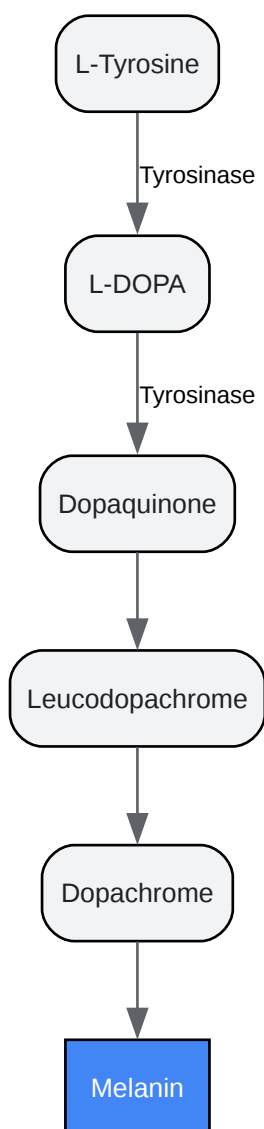 L-Tyrosine
Tyrosinase
L-DOPA
Tyrosinase
Dopaquinone
Leucodopachrome
Dopachrome
Melanin